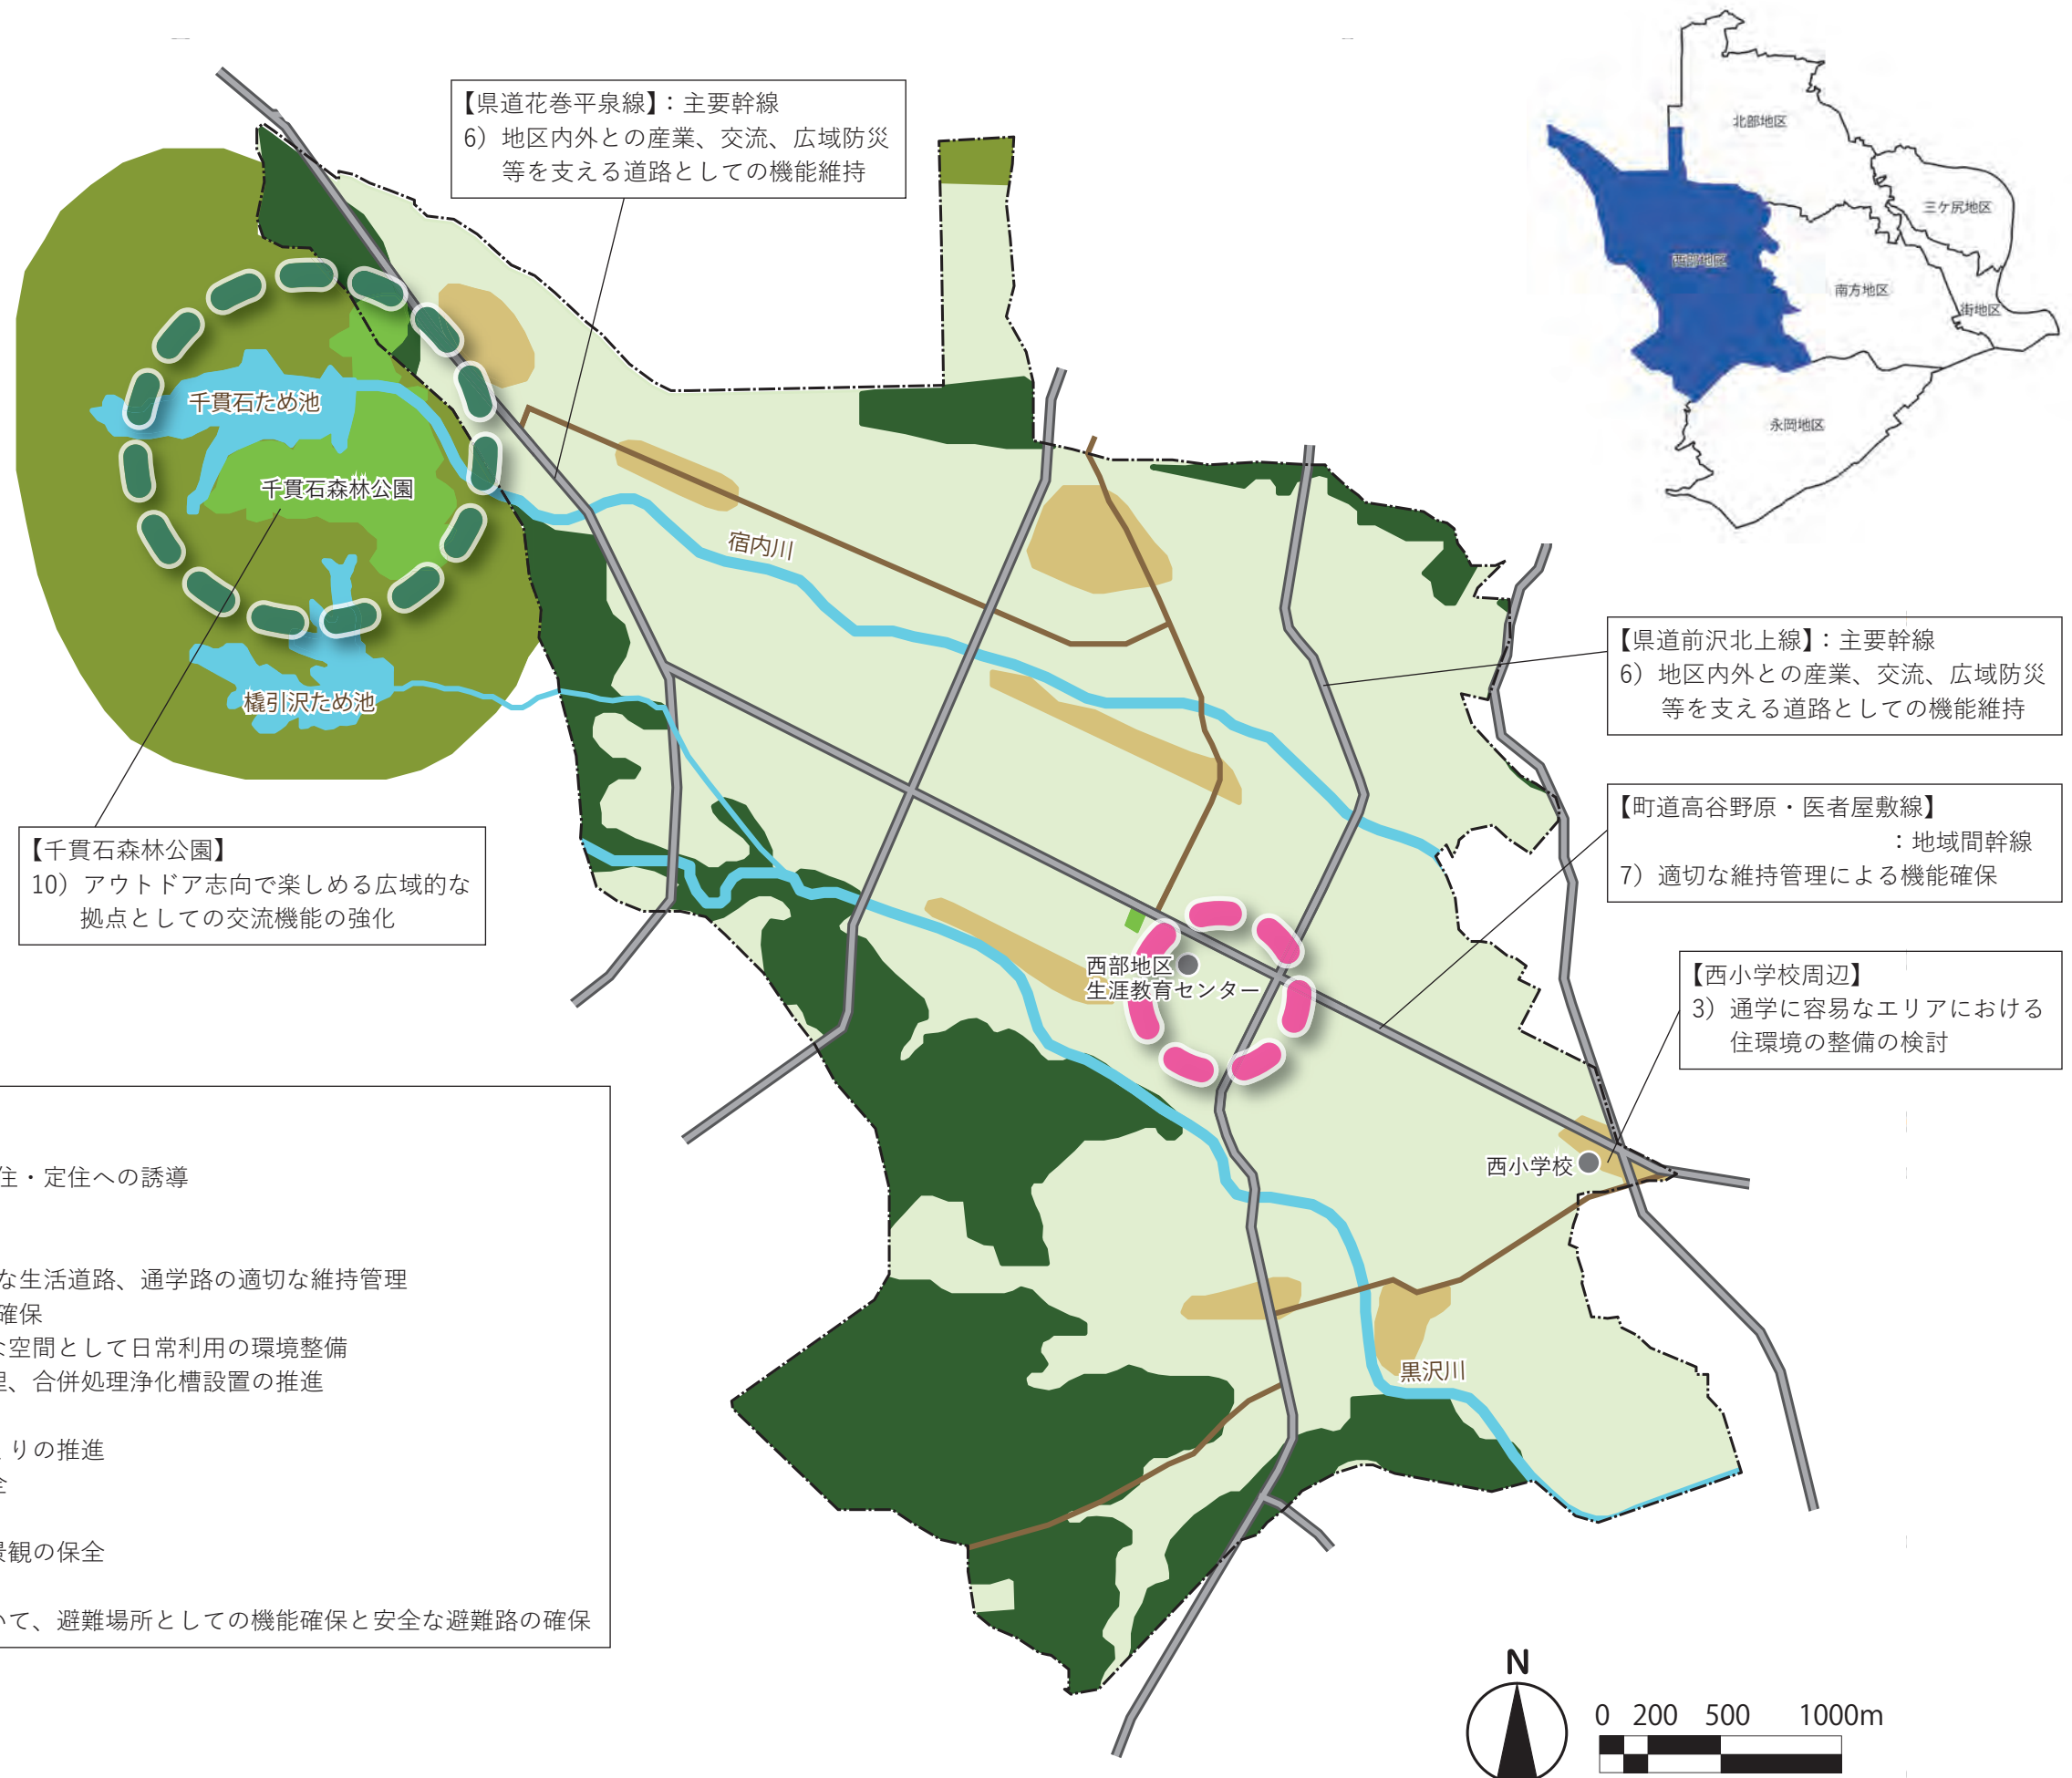 【県道花巻平泉線】：主要幹線
6）地区内外との産業、交流、広域防災
等を支える道路としての機能維持
北部地区
三ケ尻地区
西部地区
南方地区
街地区
永岡地区
千貫石ため池
千貫石森林公園
宿内川
橇引沢ため池
【県道前沢北上線】：主要幹線
6）地区内外との産業、交流、広域防災
等を支える道路としての機能維持
【町道高谷野原・医者屋敷線】
：地域間幹線
7）適切な維持管理による機能確保
【千貫石森林公園】
10）アウトドア志向で楽しめる広域的な
拠点としての交流機能の強化
西部地区
生涯教育センター
【西小学校周辺】
3）通学に容易なエリアにおける
住環境の整備の検討
西小学校
住・定住への誘導
な生活道路、通学路の適切な維持管理
確保
な空間として日常利用の環境整備
理、合併処理浄化槽設置の推進
くりの推進
全
景観の保全
いて、避難場所としての機能確保と安全な避難路の確保
黒沢川
N
0 200 500 1000m